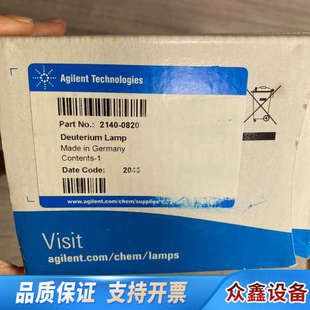 Agilent Technologies
Part No.: 2140-0820
Deuterium Lamp
Made in Germany
Contents-1
Date Code: 2043
www.agilent.com/chem/supplies
Visit
agilent.com/chem/lamps
品质保证 支持开票
众鑫设备